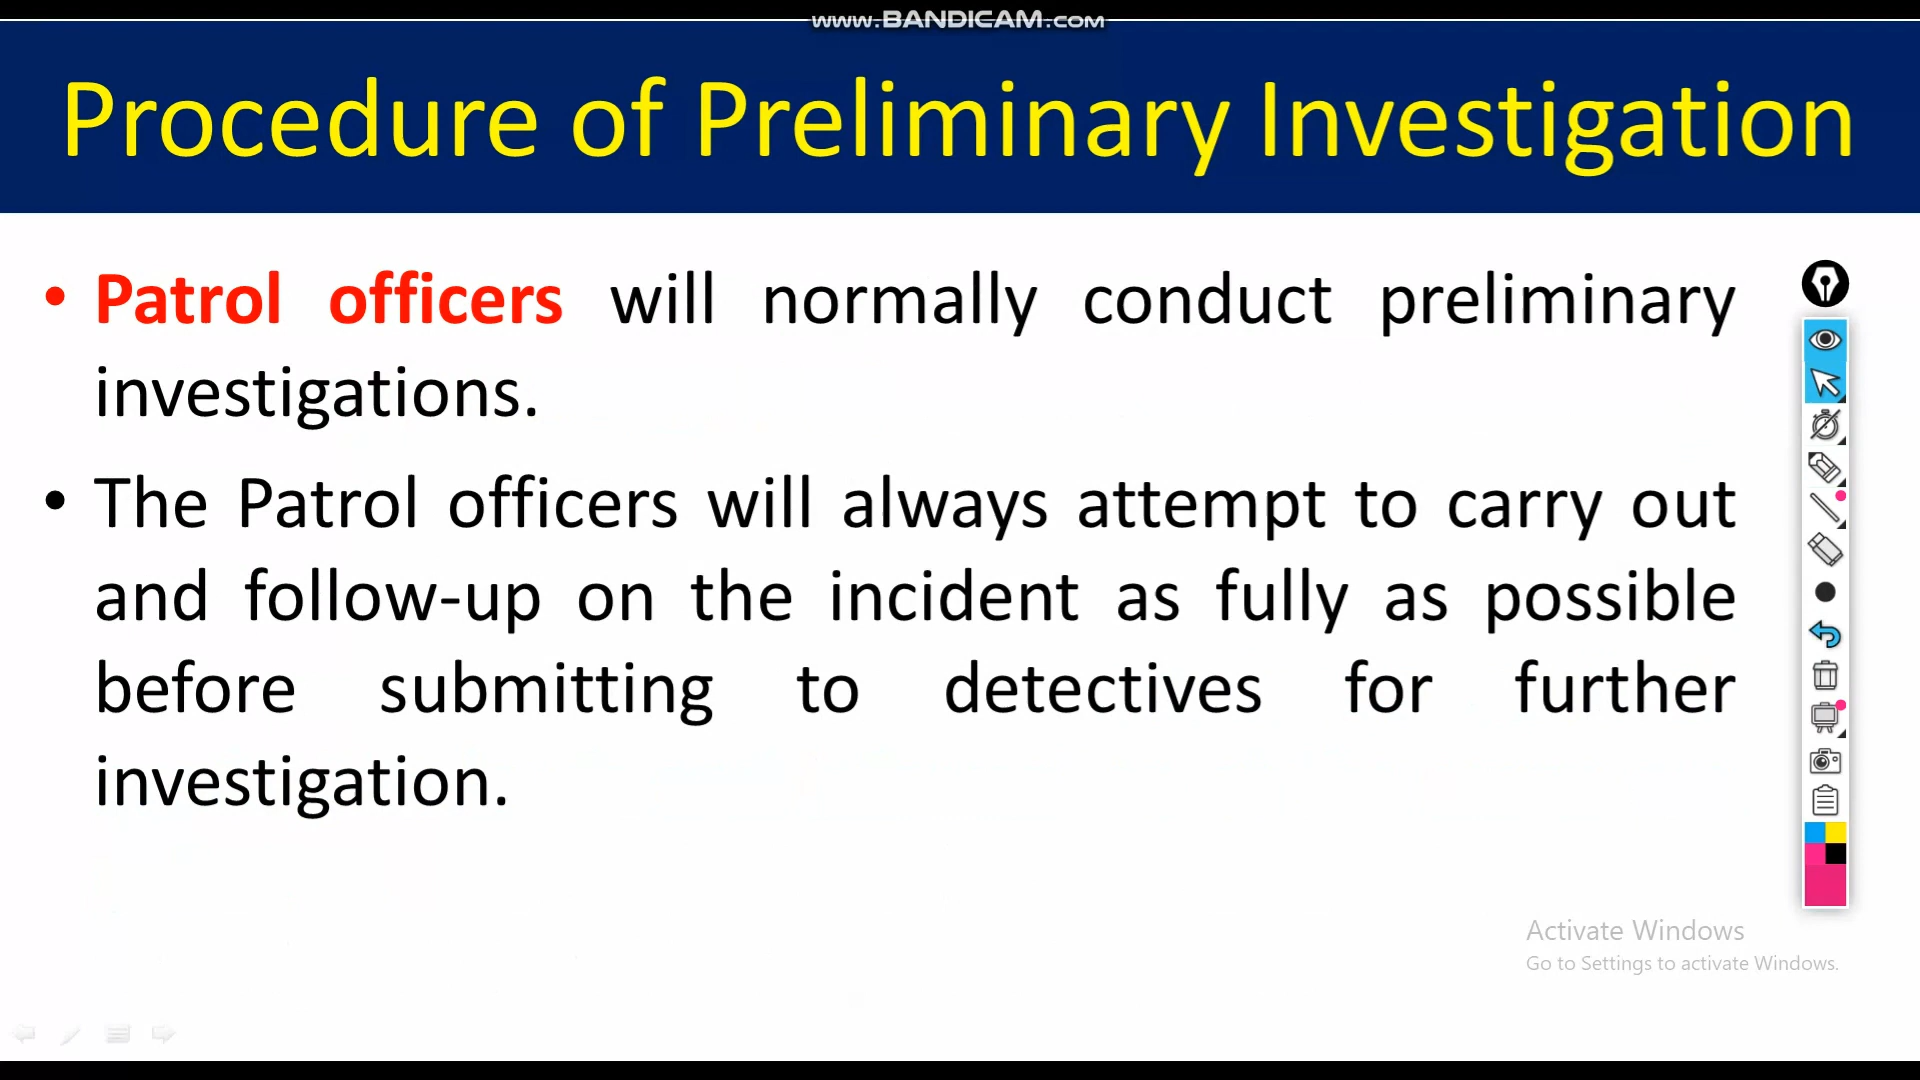 www.BANDICAM.com
Procedure of Preliminary Investigation
• Patrol officers will normally conduct preliminary
investigations.
• The Patrol officers will always attempt to carry out
and follow-up on the incident as fully as possible
before submitting to detectives for further
investigation.
Activate Windows
Go to Settings to activate Windows.